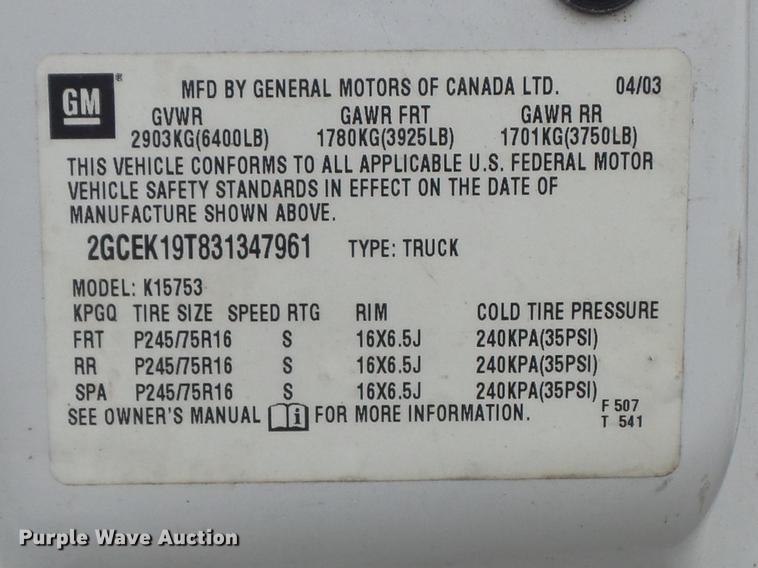 GM® MFD BY GENERAL MOTORS OF CANADA LTD. 04/03
GVWR GAWR FRT GAWR RR
2903KG(6400LB) 1780KG(3925LB) 1701KG(3750LB)
THIS VEHICLE CONFORMS TO ALL APPLICABLE U.S. FEDERAL MOTOR
VEHICLE SAFETY STANDARDS IN EFFECT ON THE DATE OF
MANUFACTURE SHOWN ABOVE.
2GCEK19T831347961 TYPE: TRUCK
MODEL: K15753
KPGQ TIRE SIZE SPEED RTG RIM COLD TIRE PRESSURE
FRT P245/75R16 S 16X6.5J 240KPA(35PSI)
RR P245/75R16 S 16X6.5J 240KPA(35PSI)
SPA P245/75R16 S 16X6.5J 240KPA(35PSI)
SEE OWNER'S MANUAL i FOR MORE INFORMATION.
F 507
T 541
Purple Wave Auction